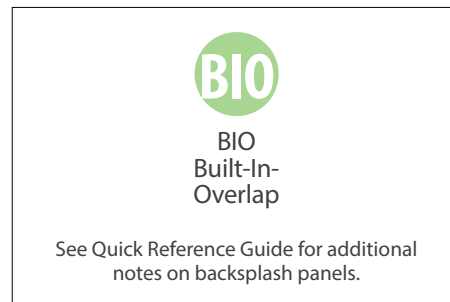 BIO
BIO
Built-In-
Overlap
See Quick Reference Guide for additional
notes on backsplash panels.